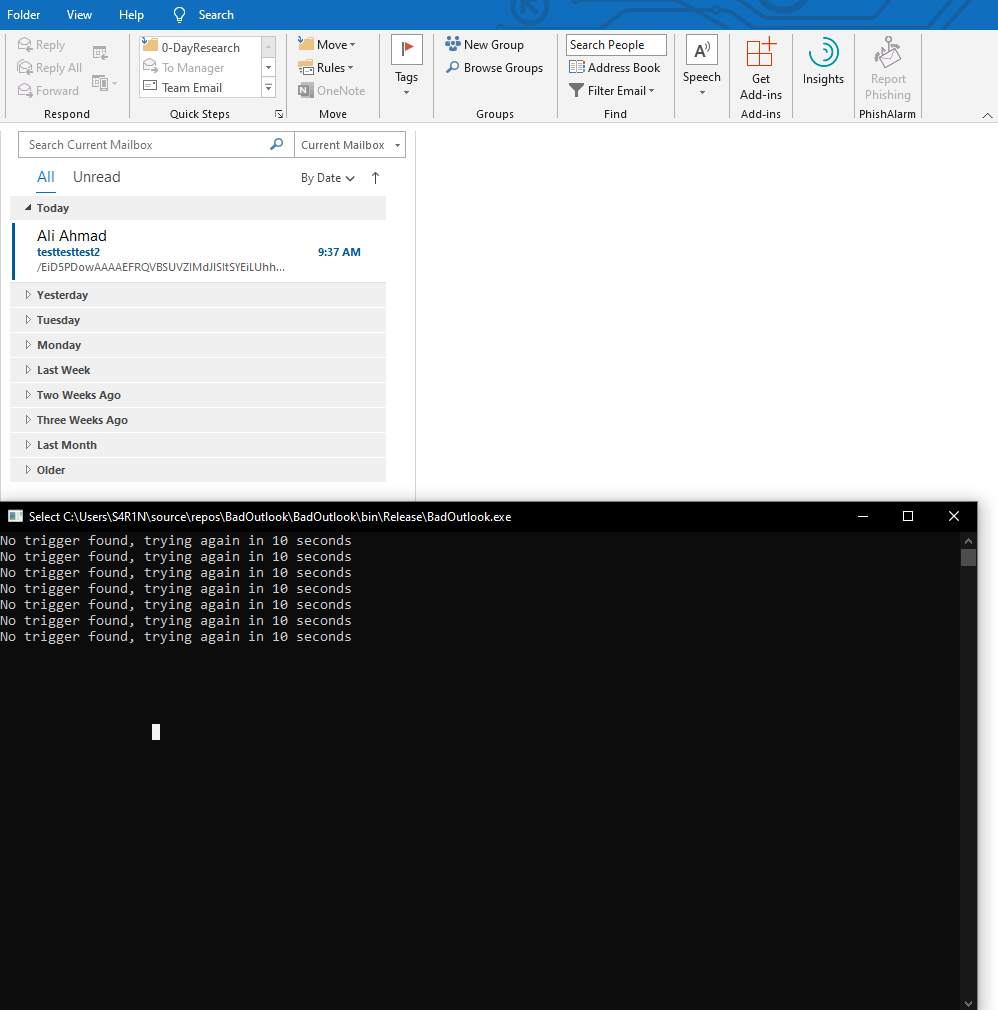 Folder View Help Search
Reply
Reply All
Forward
Respond
0-DayResearch
To Manager
Team Email
Quick Steps
Move
Rules
OneNote
Move
Tags
New Group
Browse Groups
Groups
Search People
Address Book
Filter Email
Find
A
Speech
Get
Add-ins
Add-ins
Insights
Report
Phishing
PhishAlarm
Search Current Mailbox Current Mailbox
All Unread By Date
Today
Ali Ahmad
testtesttest2 9:37 AM
Yesterday
Tuesday
Monday
Last Week
Two Weeks Ago
Three Weeks Ago
Last Month
Older
Select C:\Users\S4R1N\source\repos\BadOutlook\BadOutlook\bin\Release\BadOutlook.exe
No trigger found, trying again in 10 seconds
No trigger found, trying again in 10 seconds
No trigger found, trying again in 10 seconds
No trigger found, trying again in 10 seconds
No trigger found, trying again in 10 seconds
No trigger found, trying again in 10 seconds
No trigger found, trying again in 10 seconds